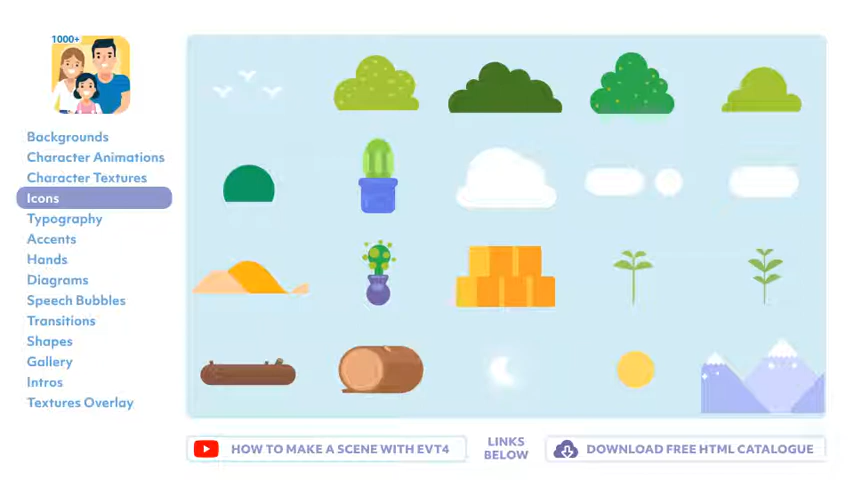 1000+
Backgrounds
Character Animations
Character Textures
Icons
Typography
Accents
Hands
Diagrams
Speech Bubbles
Transitions
Shapes
Gallery
Intros
Textures Overlay
HOW TO MAKE A SCENE WITH EVT4
LINKS
BELOW
DOWNLOAD FREE HTML CATALOGUE